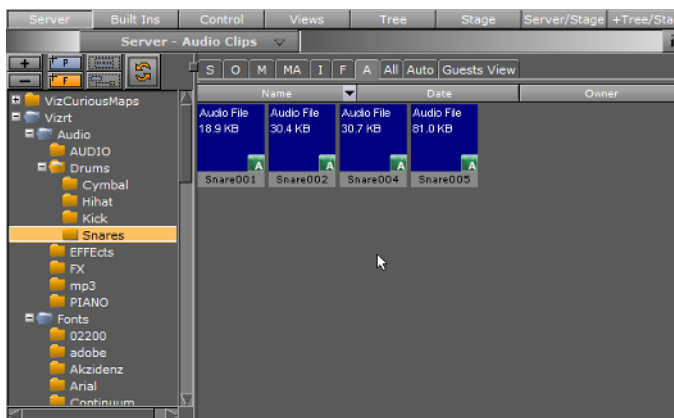 Server Built Ins Control Views Tree Stage Server/Stage +Tree/Sta
Server - Audio Clips
P
F
S O M MA I F A All Auto Guests View
Name Date Owner
VizCuriousMaps
Vizrt
Audio
AUDIO
Drums
Cymbal
Hihat
Kick
Snares
EFFEcts
FX
mp3
PIANO
Fonts
02200
adobe
Akzidenz
Arial
Continuum
Audio File Audio File Audio File Audio File
18.9 KB 30.4 KB 30.7 KB 81.0 KB
A A A A
Snare001 Snare002 Snare004 Snare005